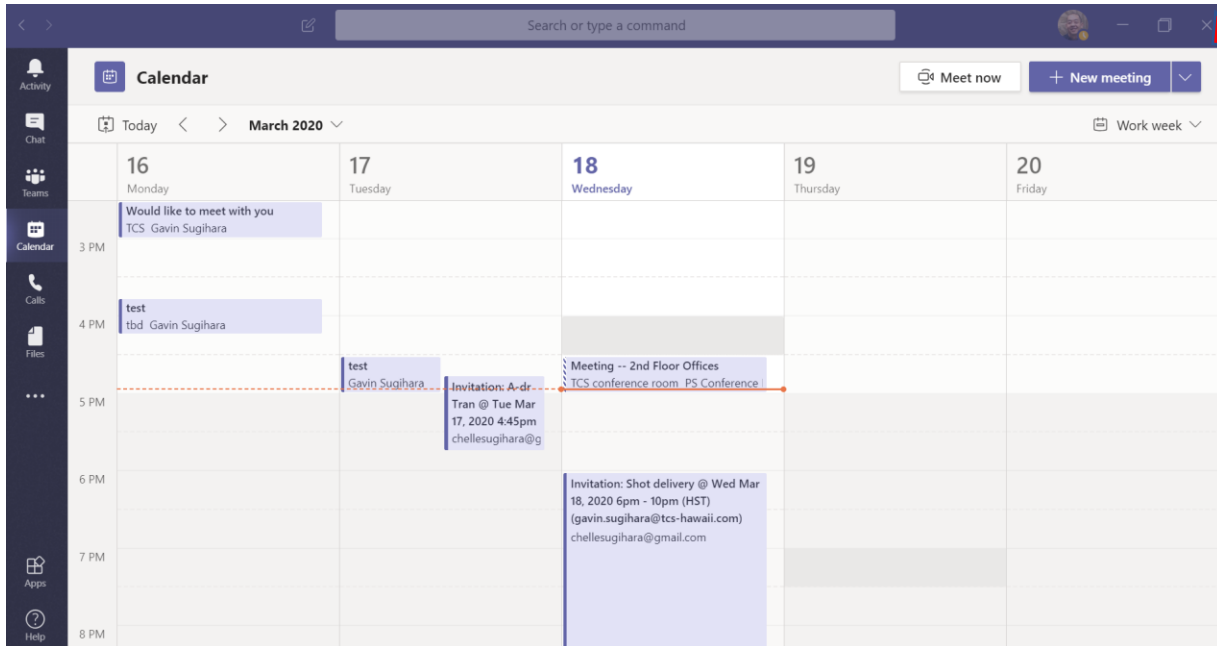 Search or type a command
Activity
Chat
Teams
Calendar
Calls
Files
Apps
Help
Calendar
Meet now
New meeting
Today
March 2020
Work week
16
Monday
17
Tuesday
18
Wednesday
19
Thursday
20
Friday
3 PM
4 PM
5 PM
6 PM
7 PM
8 PM
Would like to meet with you
TCS Gavin Sugihara
test
tbd Gavin Sugihara
test
Gavin Sugihara
Invitation: A-dr
Tran @ Tue Mar
17, 2020 4:45pm
chellesugihara@g
Meeting -- 2nd Floor Offices
TCS conference room PS Conference
Invitation: Shot delivery @ Wed Mar
18, 2020 6pm - 10pm (HST)
(gavin.sugihara@tcs-hawaii.com)
chellesugihara@gmail.com